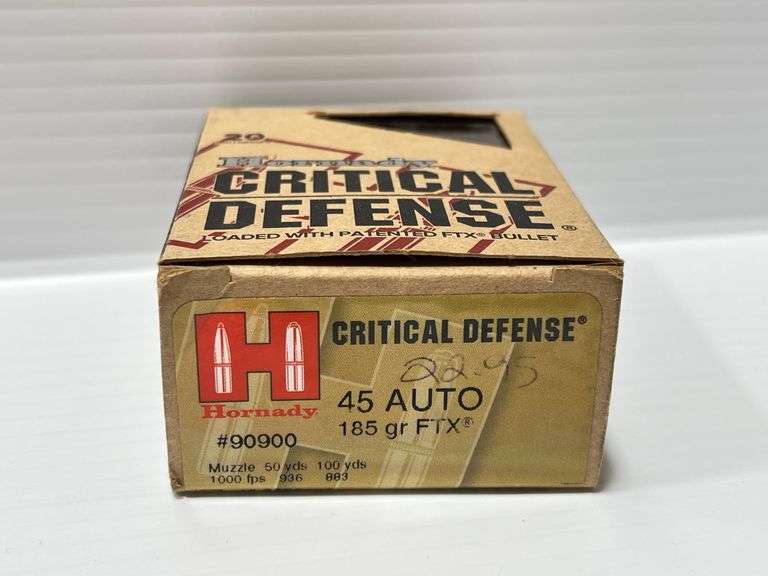 20
Hornady
CRITICAL
DEFENSE®
LOADED WITH PATENTED FTX® BULLET
H
Hornady
CRITICAL DEFENSE®
22.95
45 AUTO
185 gr FTX®
#90900
Muzzle 50 yds 100 yds
1000 fps 936 883